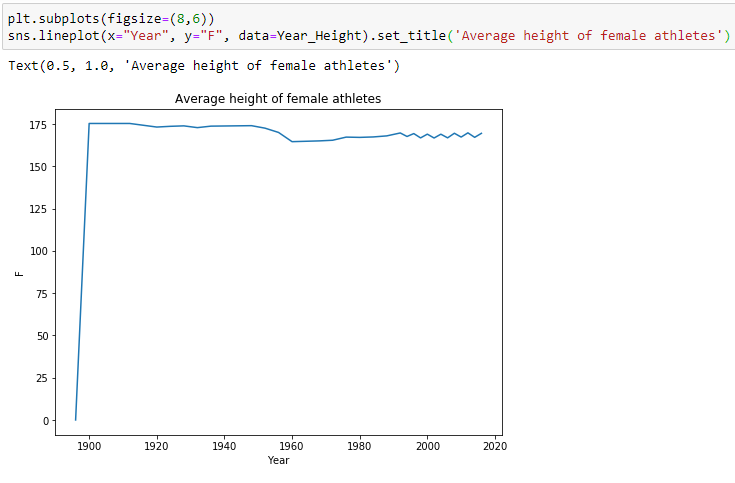 plt.subplots(figsize=(8,6))
sns.lineplot(x="Year", y="F", data=Year_Height).set_title('Average height of female athletes')
Text(0.5, 1.0, 'Average height of female athletes')
Average height of female athletes
175
150
125
100
75
50
25
0
F
1900 1920 1940 1960 1980 2000 2020
Year